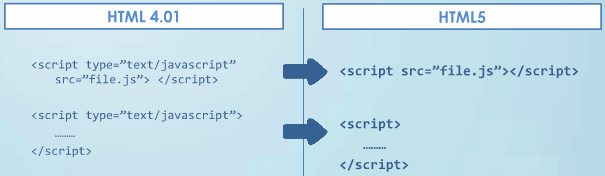 HTML 4.01
<script type=”text/javascript”
src=”file.js”> </script>
<script type=”text/javascript”>
………
</script>
HTML5
<script src=”file.js”></script>
<script>
………
</script>